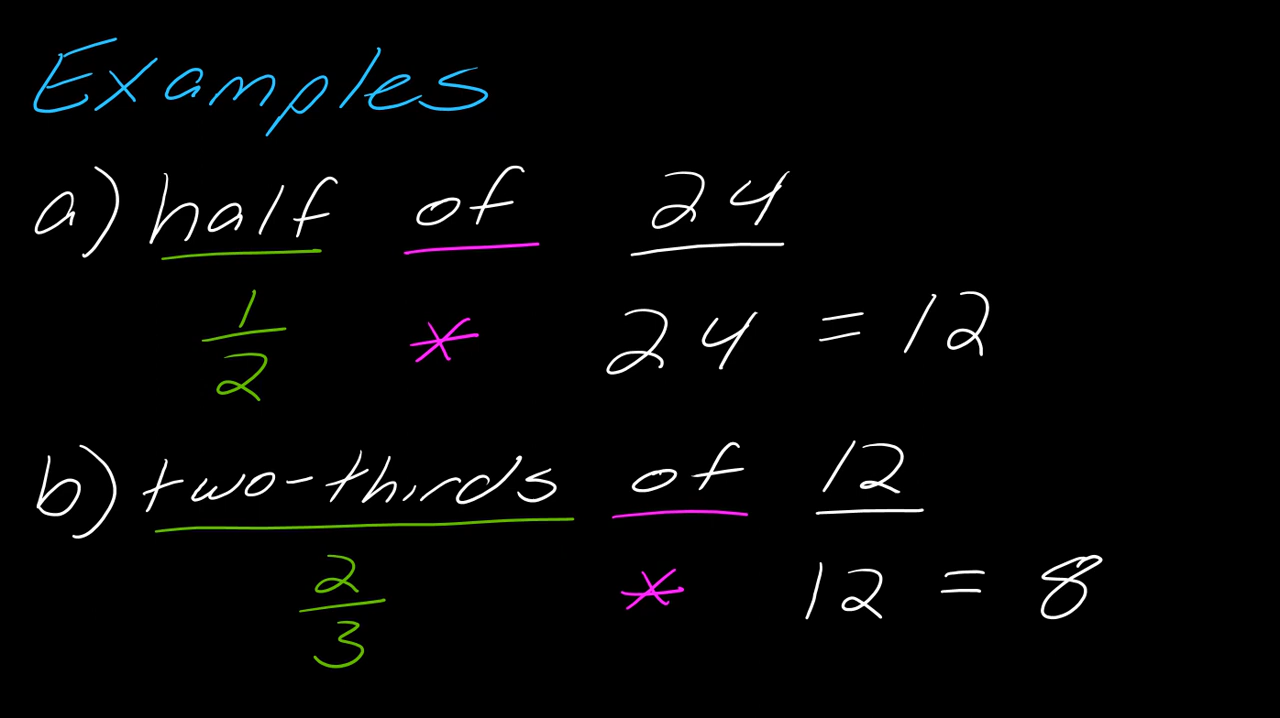 Examples
a) half of 24
1/2 * 24 = 12
b) two-thirds of 12
2/3 * 12 = 8